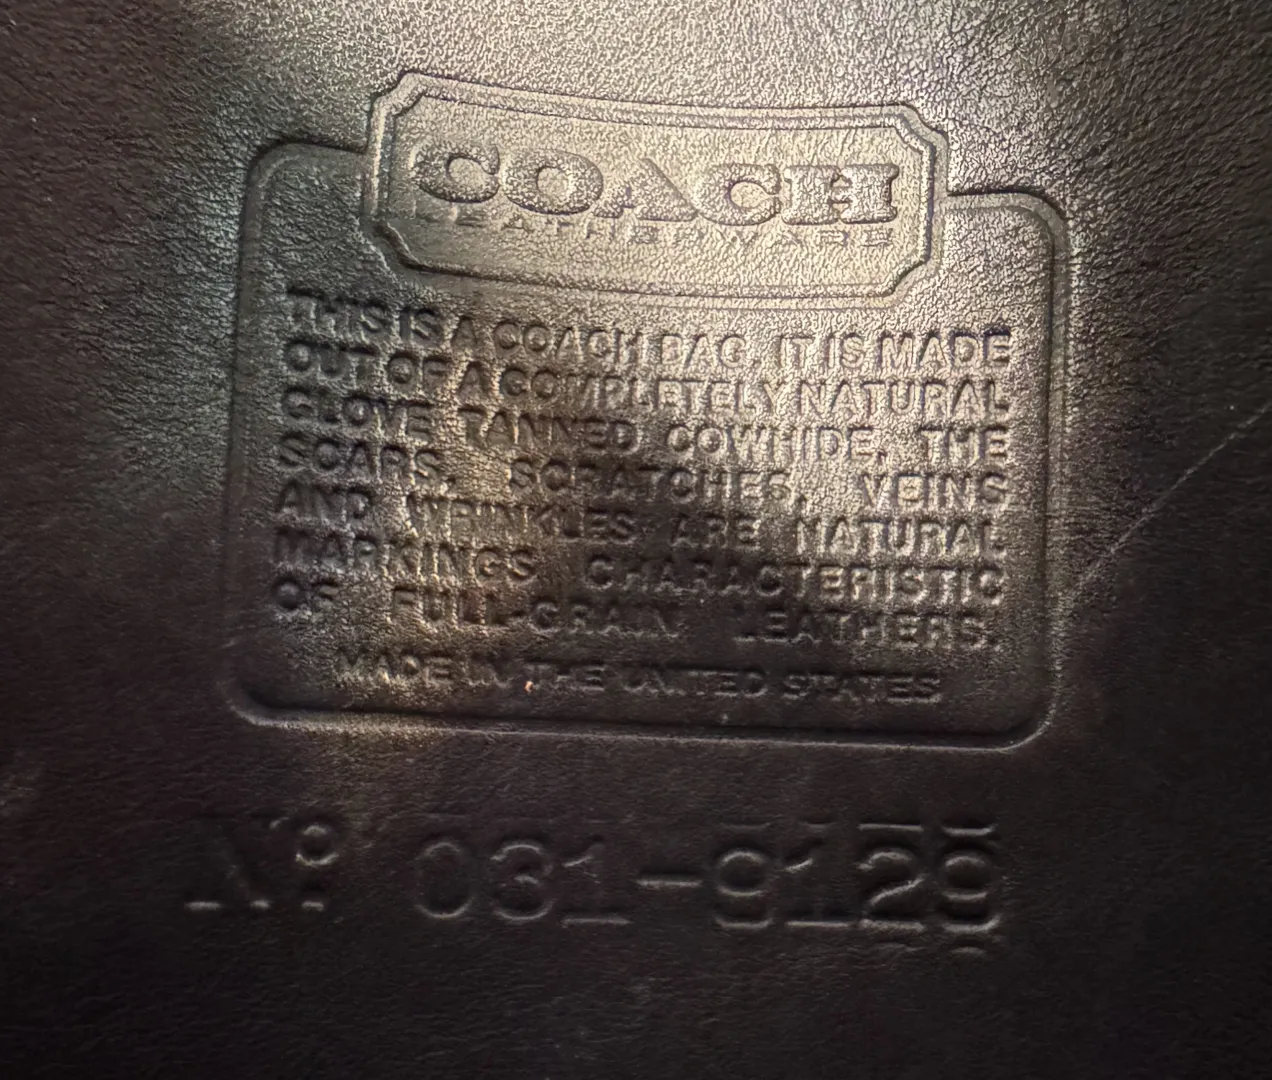 COACH
LEATHERWARE
THIS IS A COACH BAG. IT IS MADE
OUT OF A COMPLETELY NATURAL
GLOVE TANNED COWHIDE, THE
SCARS, SCRATCHES, VEINS
AND WRINKLES ARE NATURAL
MARKINGS CHARACTERISTIC
OF FULL-GRAIN LEATHERS.
MADE IN THE UNITED STATES
Nº 031-9129